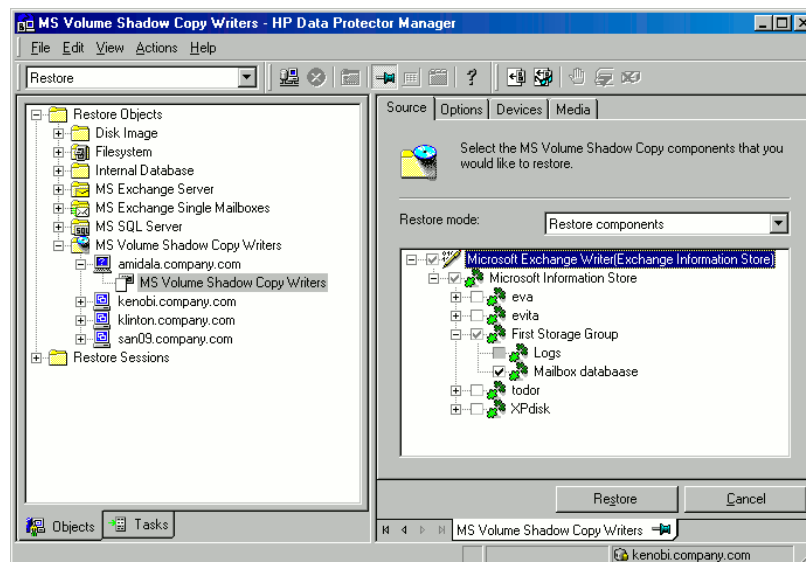 MS Volume Shadow Copy Writers - HP Data Protector Manager
File Edit View Actions Help
Restore
Restore Objects
Disk Image
Filesystem
Internal Database
MS Exchange Server
MS Exchange Single Mailboxes
SQL MS SQL Server
MS Volume Shadow Copy Writers
amidala.company.com
MS Volume Shadow Copy Writers
kenobi.company.com
klinton.company.com
san09.company.com
Restore Sessions
Objects Tasks
Source Options Devices Media
Select the MS Volume Shadow Copy components that you
would like to restore.
Restore mode: Restore components
Microsoft Exchange Writer(Exchange Information Store)
Microsoft Information Store
eva
evita
First Storage Group
Logs
Mailbox databaase
todor
XPdisk
Restore Cancel
MS Volume Shadow Copy Writers
kenobi.company.com